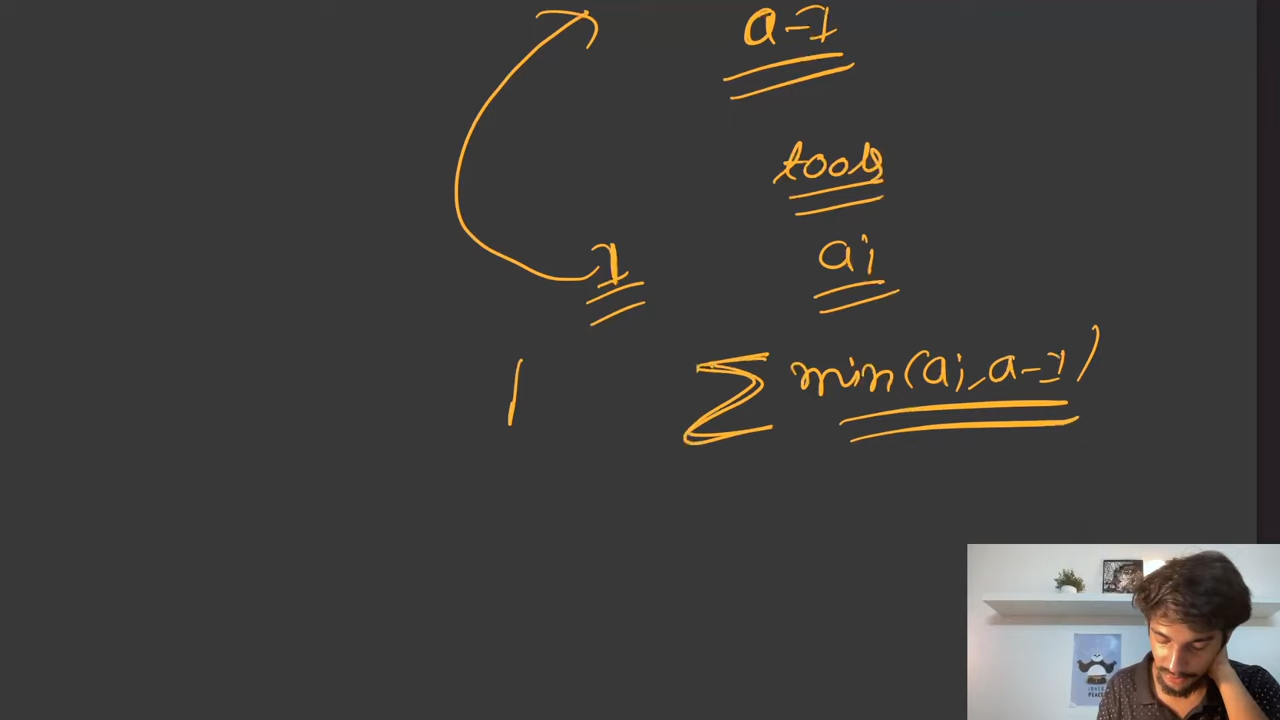 a-1
tools
1
ai
∑ min(ai, a-1)